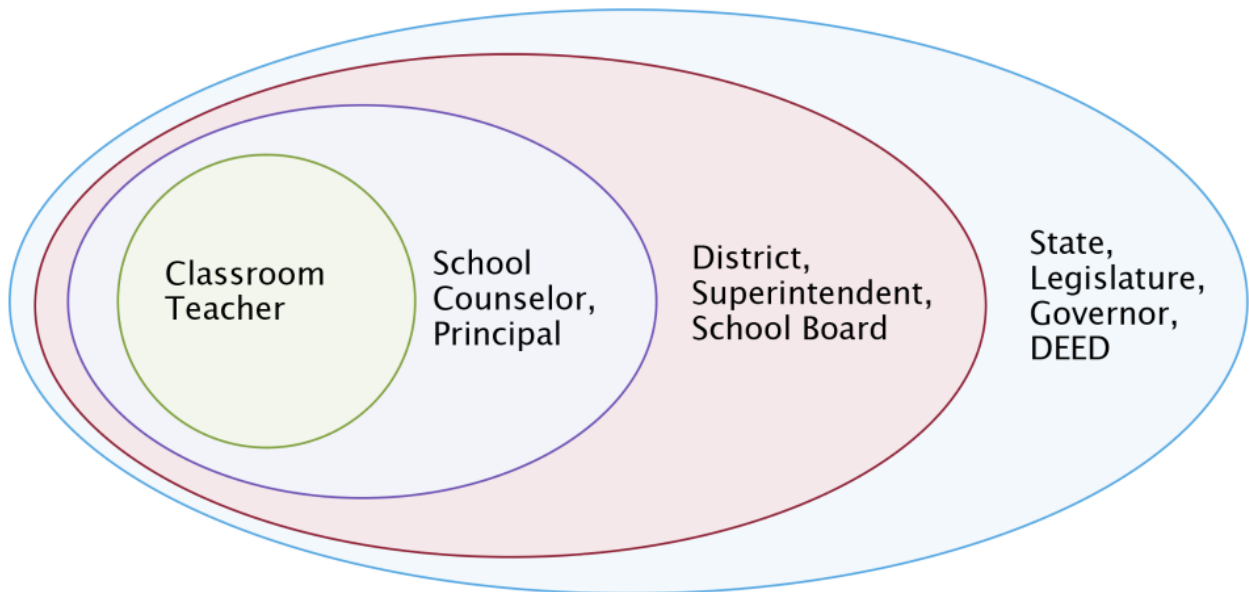 Classroom
Teacher
School
Counselor,
Principal
District,
Superintendent,
School Board
State,
Legislature,
Governor,
DEED